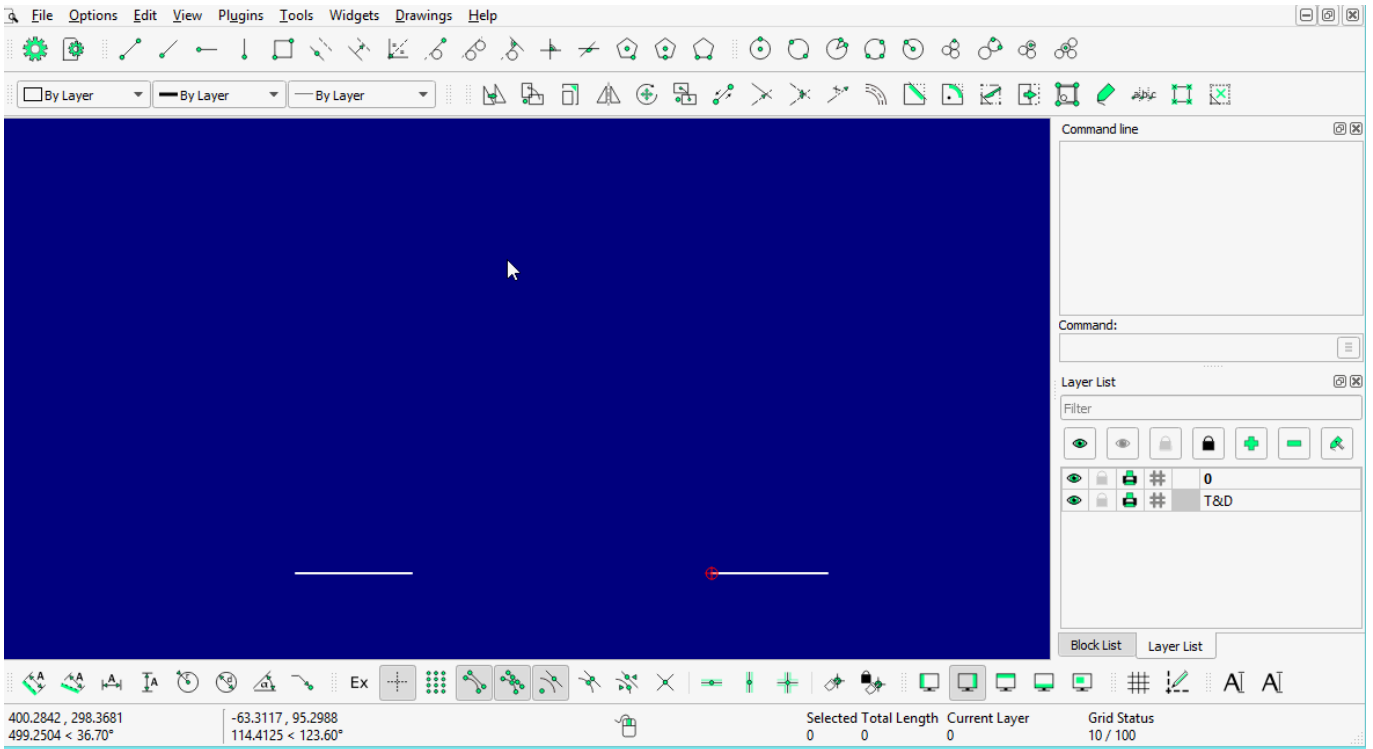 File Options Edit View Plugins Tools Widgets Drawings Help
By Layer By Layer By Layer
Command line
Command:
Layer List
Filter
0
T&D
Block List Layer List
Ex
400.2842 , 298.3681 -63.3117 , 95.2988 Selected Total Length Current Layer Grid Status
499.2504 < 36.70° 114.4125 < 123.60° 0 0 0 10 / 100